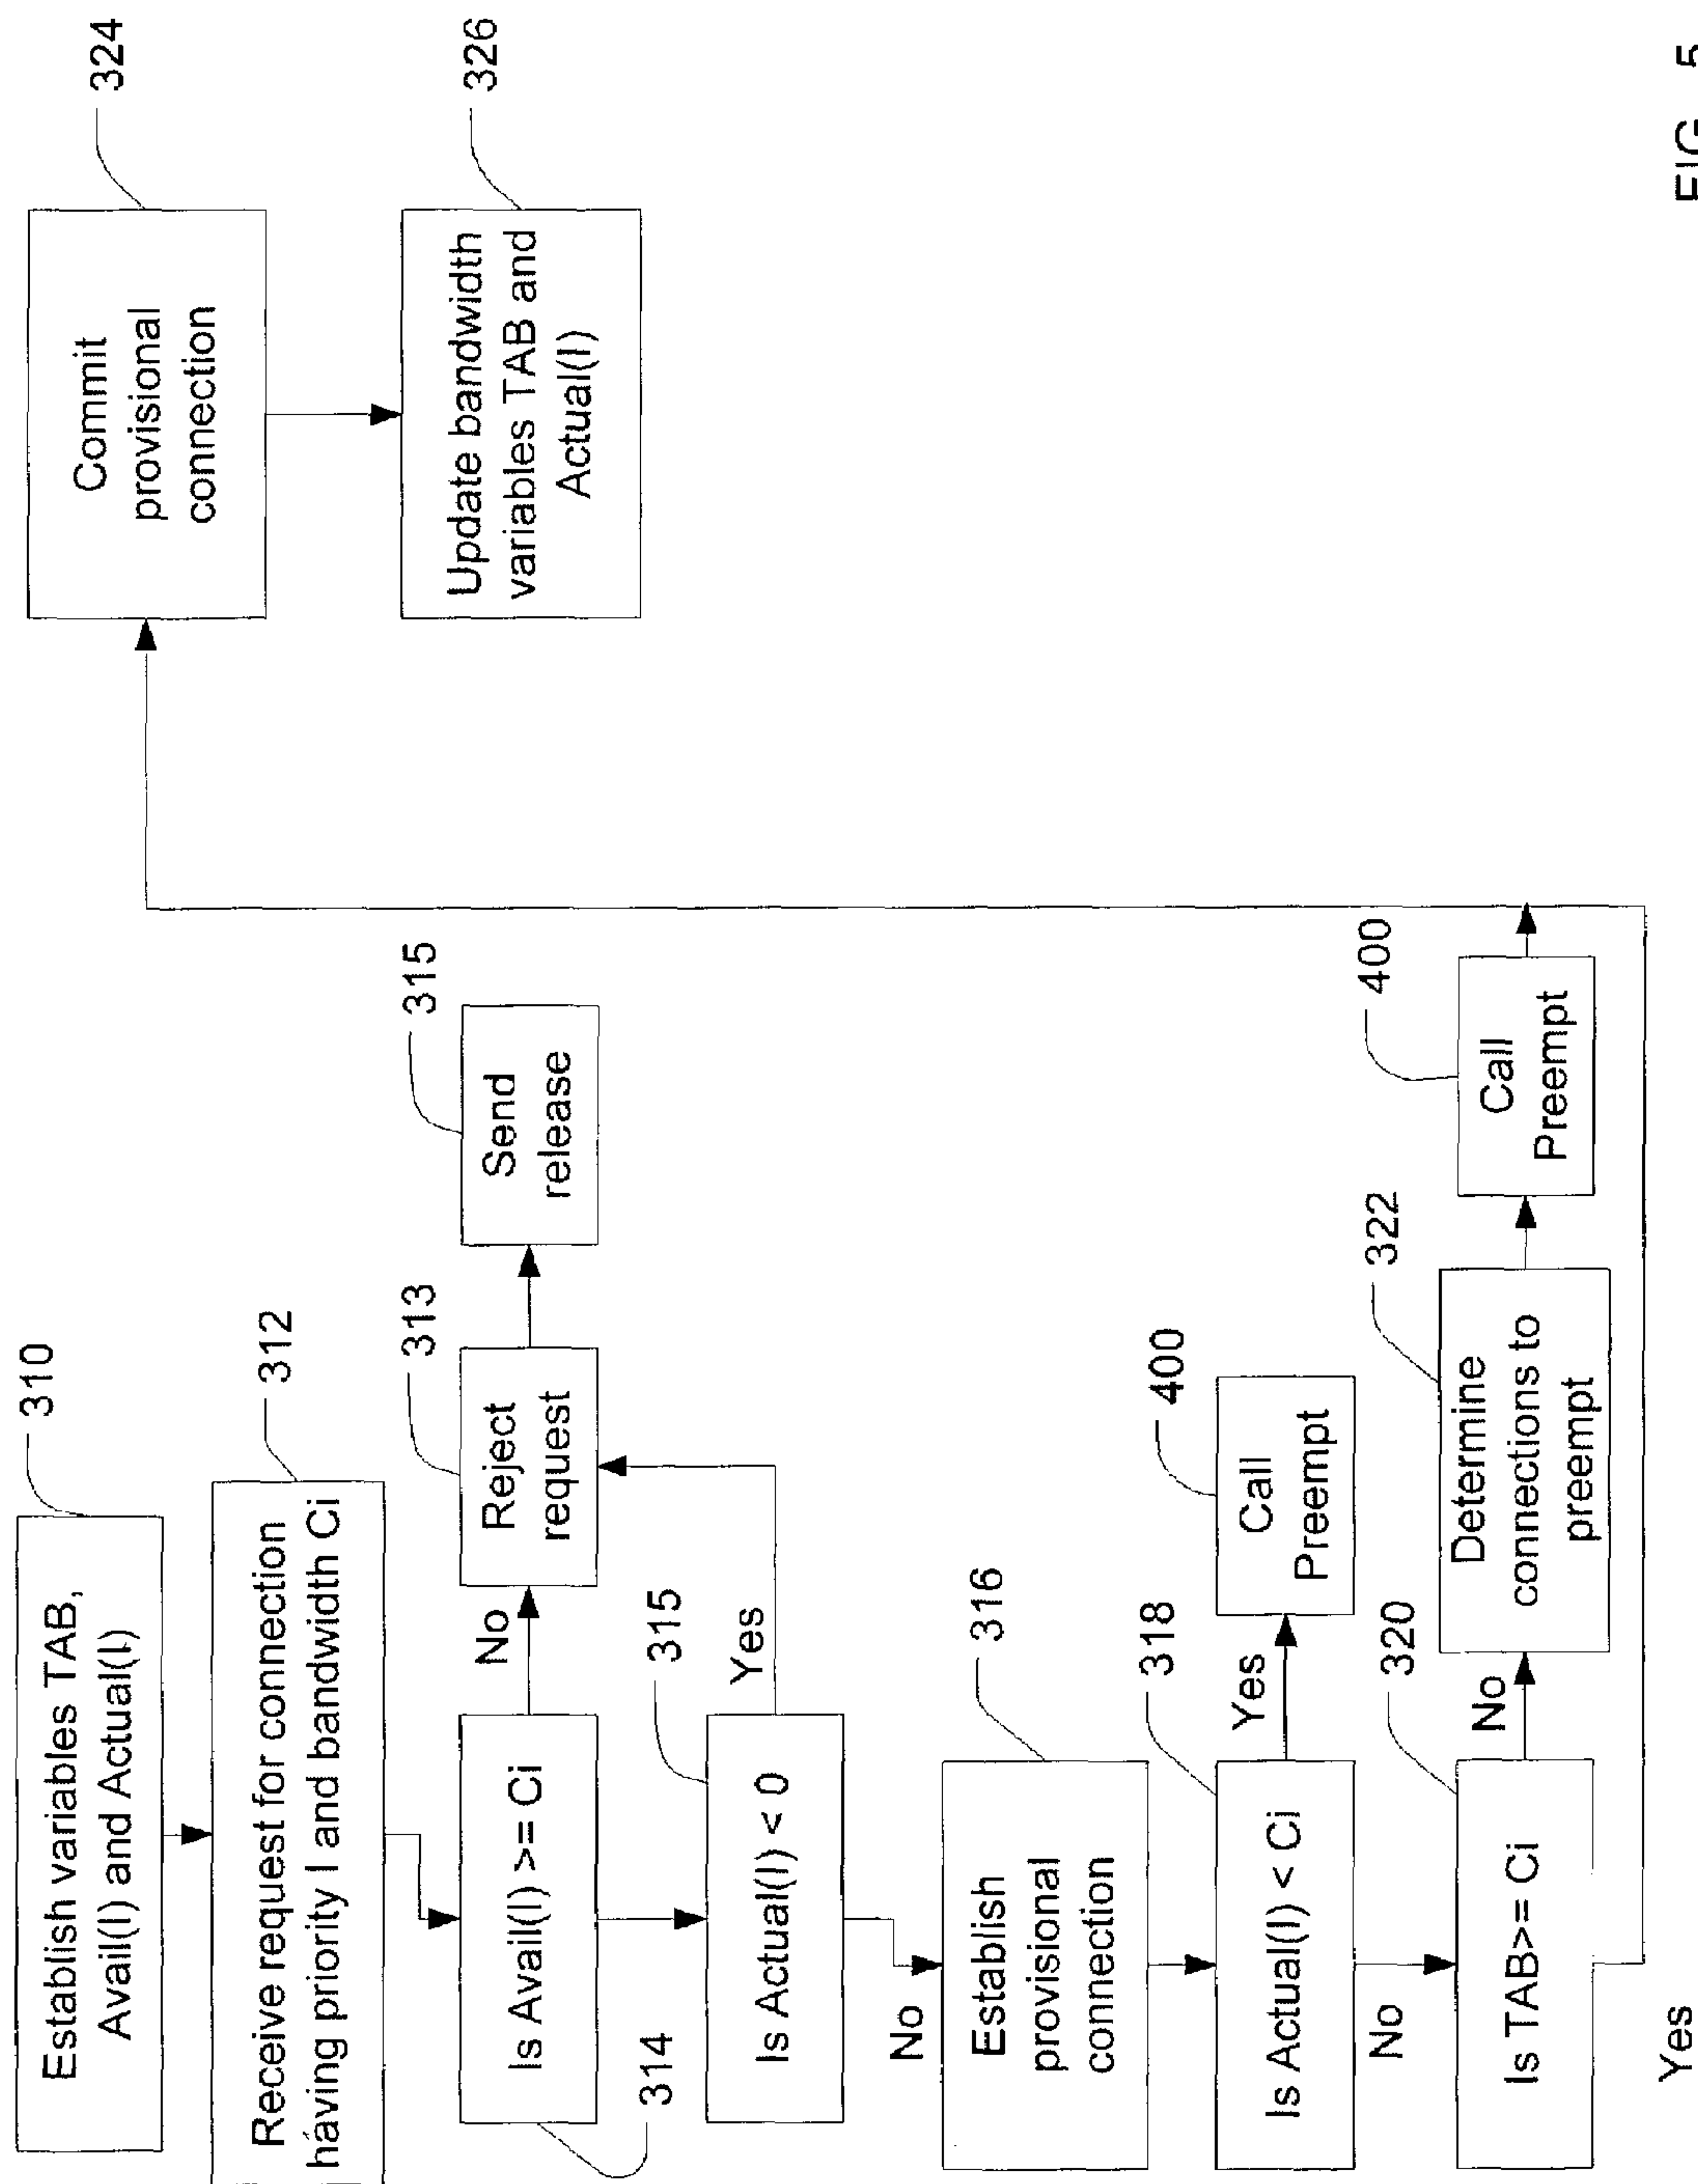 310
Establish variables TAB,
Avail(I) and Actual(I)
312
Receive request for connection
having priority I and bandwidth Ci
314
Is Avail(I) >= Ci
No
313
Reject
request
315
Send
release
315
Is Actual(I) < 0
Yes
No
316
Establish
provisional
connection
318
Is Actual(I) < Ci
Yes
400
Call
Preempt
No
320
Is TAB>= Ci
No
322
Determine
connections to
preempt
400
Call
Preempt
Yes
324
Commit
provisional
connection
326
Update bandwidth
variables TAB and
Actual(I)
FIG. 5